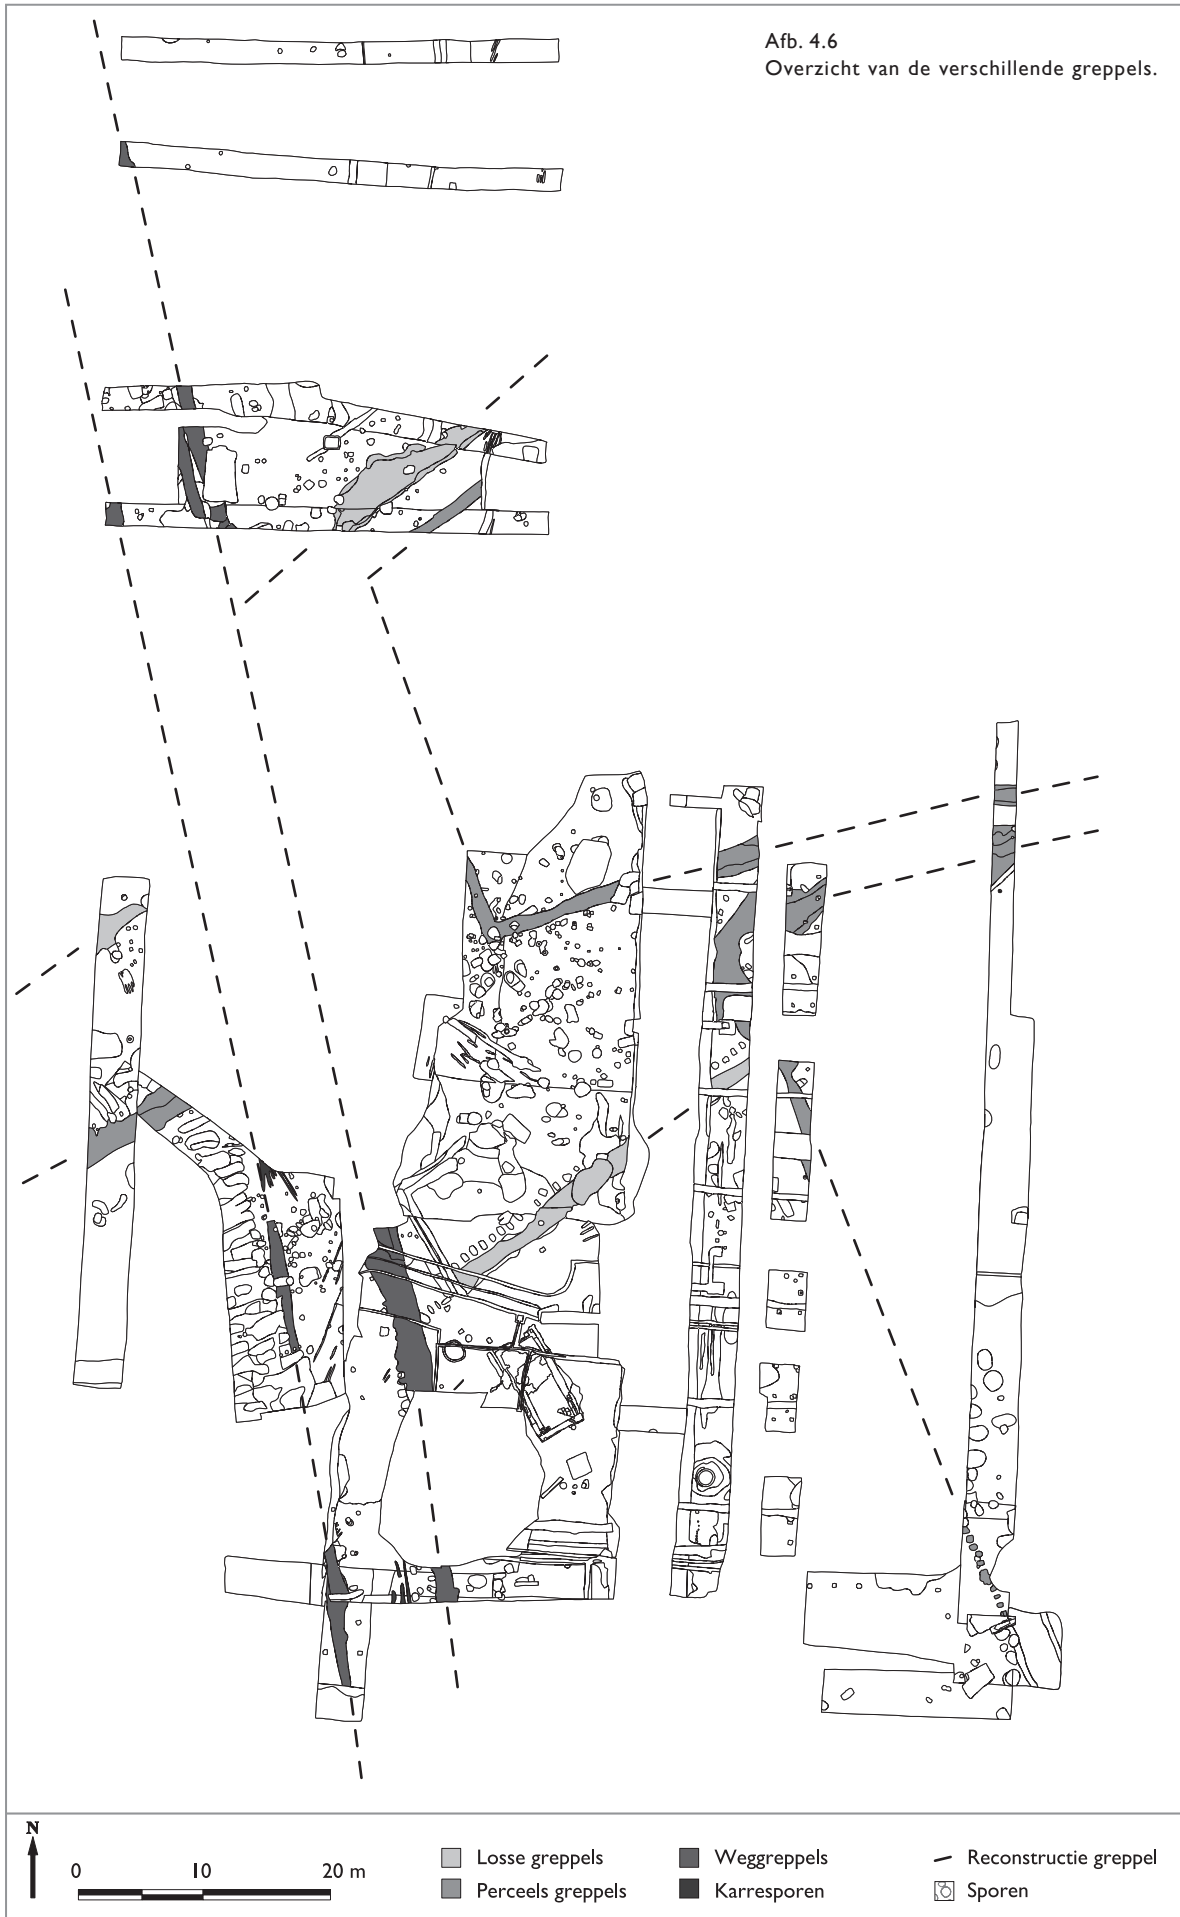 Afb. 4.6
Overzicht van de verschillende greppels.
N
0 10 20 m
Losse greppels
Perceels greppels
Weggreppels
Karresporen
Reconstructie greppel
Sporen